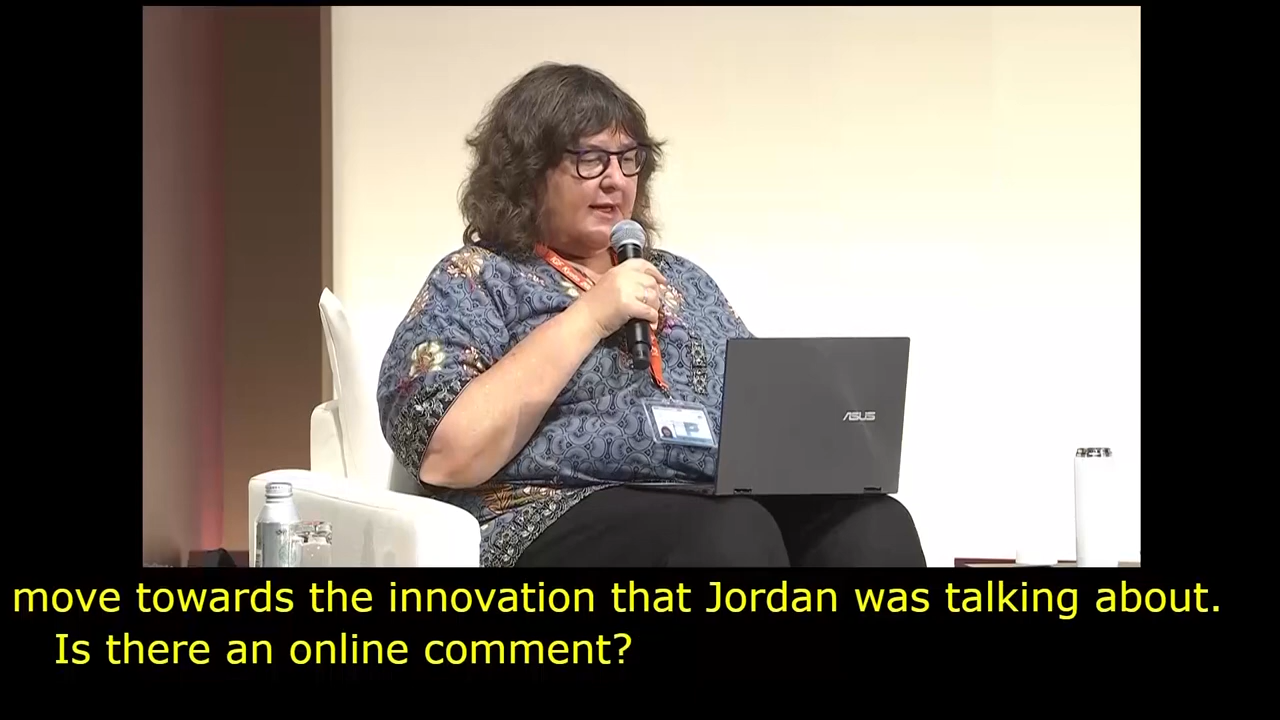 ASUS
P
move towards the innovation that Jordan was talking about.
Is there an online comment?